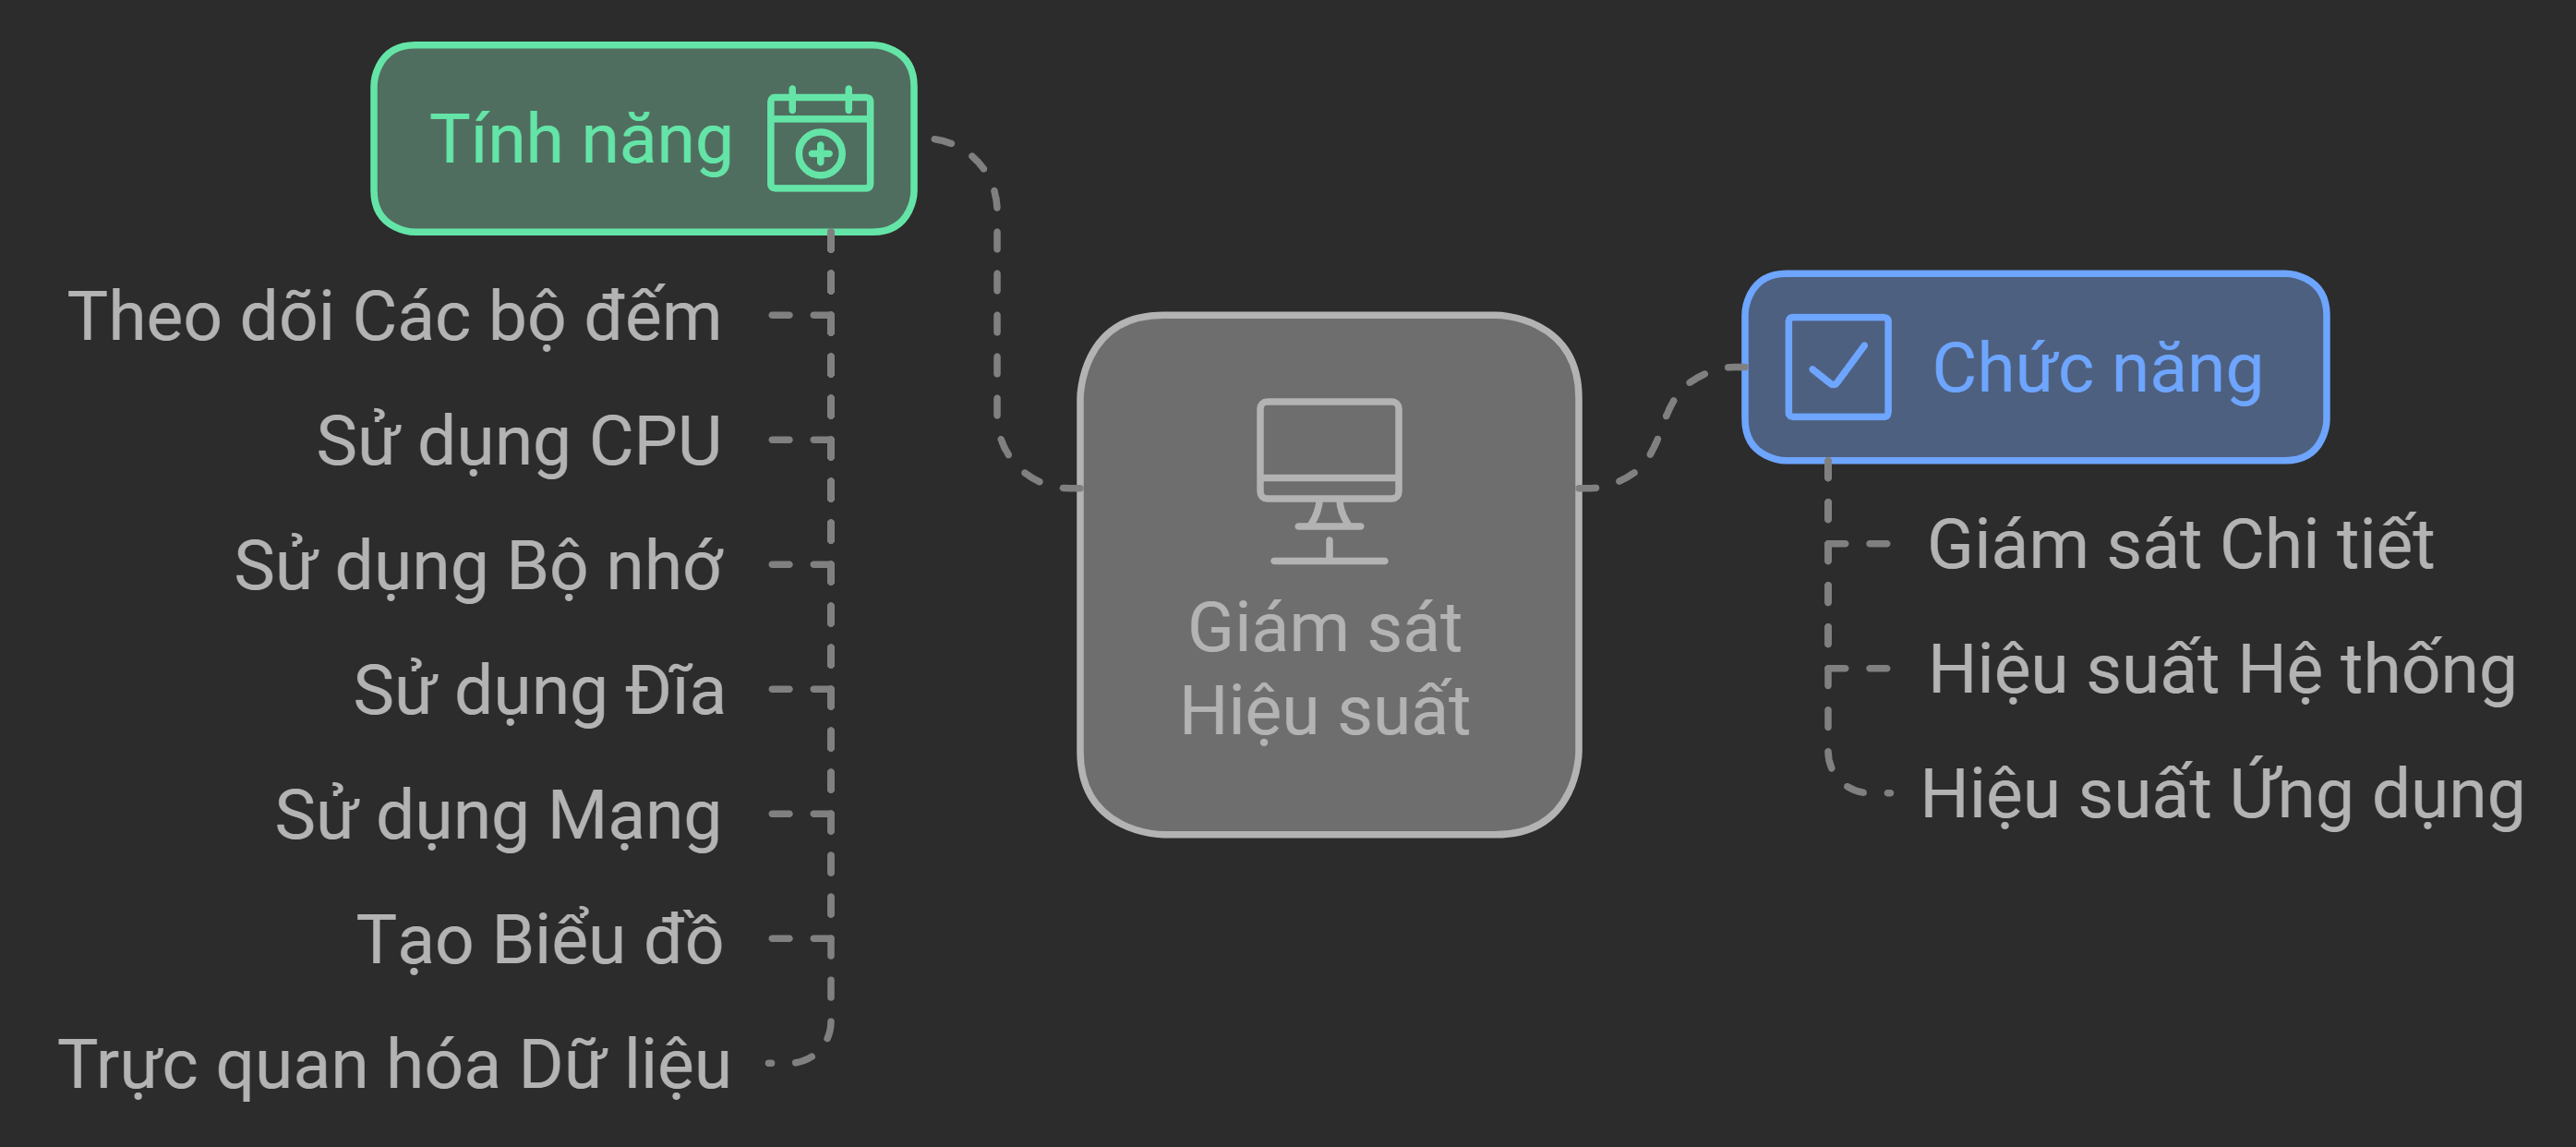 Tính năng
Theo dõi Các bộ đếm
Sử dụng CPU
Sử dụng Bộ nhớ
Sử dụng Đĩa
Sử dụng Mạng
Tạo Biểu đồ
Trực quan hóa Dữ liệu
Giám sát
Hiệu suất
Chức năng
Giám sát Chi tiết
Hiệu suất Hệ thống
Hiệu suất Ứng dụng